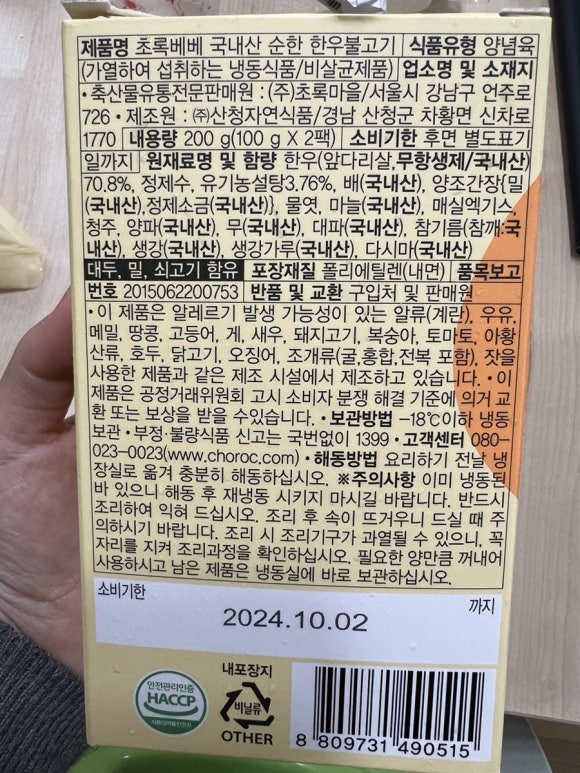 제품명 초록베베 국내산 순한 한우불고기 식품유형 양념육
(가열하여 섭취하는 냉동식품/비살균제품) 업소명 및 소재지
• 축산물유통전문판매원 : (주)초록마을/서울시 강남구 언주로
726 • 제조원 : ㈜산청자연식품/경남 산청군 차황면 신차로
1770 내용량 200 g(100 g X 2팩) 소비기한 후면 별도표기
일까지 원재료명 및 함량 한우(앞다리살,무항생제/국내산)
70.8%, 정제수, 유기농설탕3.76%, 배(국내산), 양조간장{밀
(국내산),정제소금(국내산)}, 물엿, 마늘(국내산), 매실엑기스,
청주, 양파(국내산), 무(국내산), 대파(국내산), 참기름(참깨:국
내산), 생강(국내산), 생강가루(국내산), 다시마(국내산)
대두, 밀, 쇠고기 함유 포장재질 폴리에틸렌(내면) 품목보고
번호 2015062200753 반품 및 교환 구입처 및 판매원
• 이 제품은 알레르기 발생 가능성이 있는 알류(계란), 우유,
메밀, 땅콩, 고등어, 게, 새우, 돼지고기, 복숭아, 토마토, 아황
산류, 호두, 닭고기, 오징어, 조개류(굴,홍합,전복 포함), 잣을
사용한 제품과 같은 제조 시설에서 제조하고 있습니다. • 이
제품은 공정거래위원회 고시 소비자 분쟁 해결 기준에 의거 교
환 또는 보상을 받을 수있습니다. • 보관방법 -18℃이하 냉동
보관 • 부정·불량식품 신고는 국번없이 1399 • 고객센터 080-
023-0023(www.choroc.com) • 해동방법 요리하기 전날 냉
장실로 옮겨 충분히 해동하십시오. ※주의사항 이미 냉동된
바 있으니 해동 후 재냉동 시키지 마시길 바랍니다. 반드시
조리하여 익혀 드십시오. 조리 후 속이 뜨거우니 드실 때 주
의하시기 바랍니다. 조리 시 조리기구가 과열될 수 있으니, 꼭
자리를 지켜 조리과정을 확인하십시오. 필요한 양만큼 꺼내어
사용하시고 남은 제품은 냉동실에 바로 보관하십시오.
소비기한 까지
2024.10.02
안전관리인증
HACCP
식품의약품안전처
내포장지
비닐류
OTHER
8 809731 490515